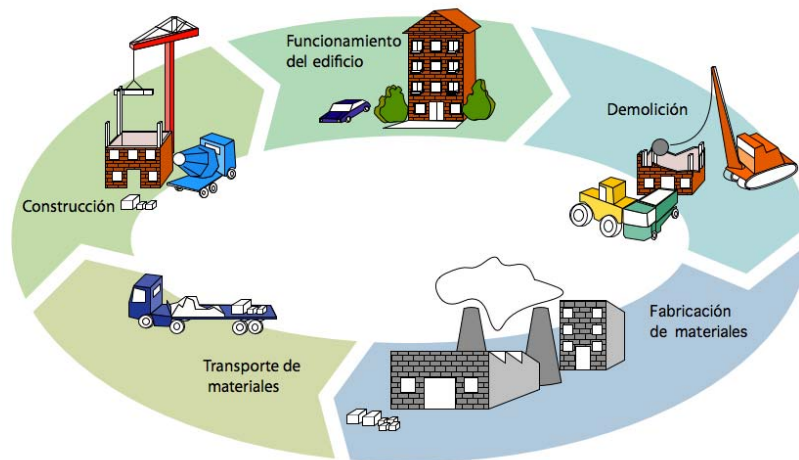 Funcionamiento
del edificio
Demolición
Construcción
Fabricación
de materiales
Transporte de
materiales